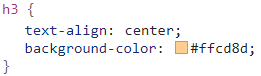 h3 {
text-align: center;
background-color: #ffcd8d;
}